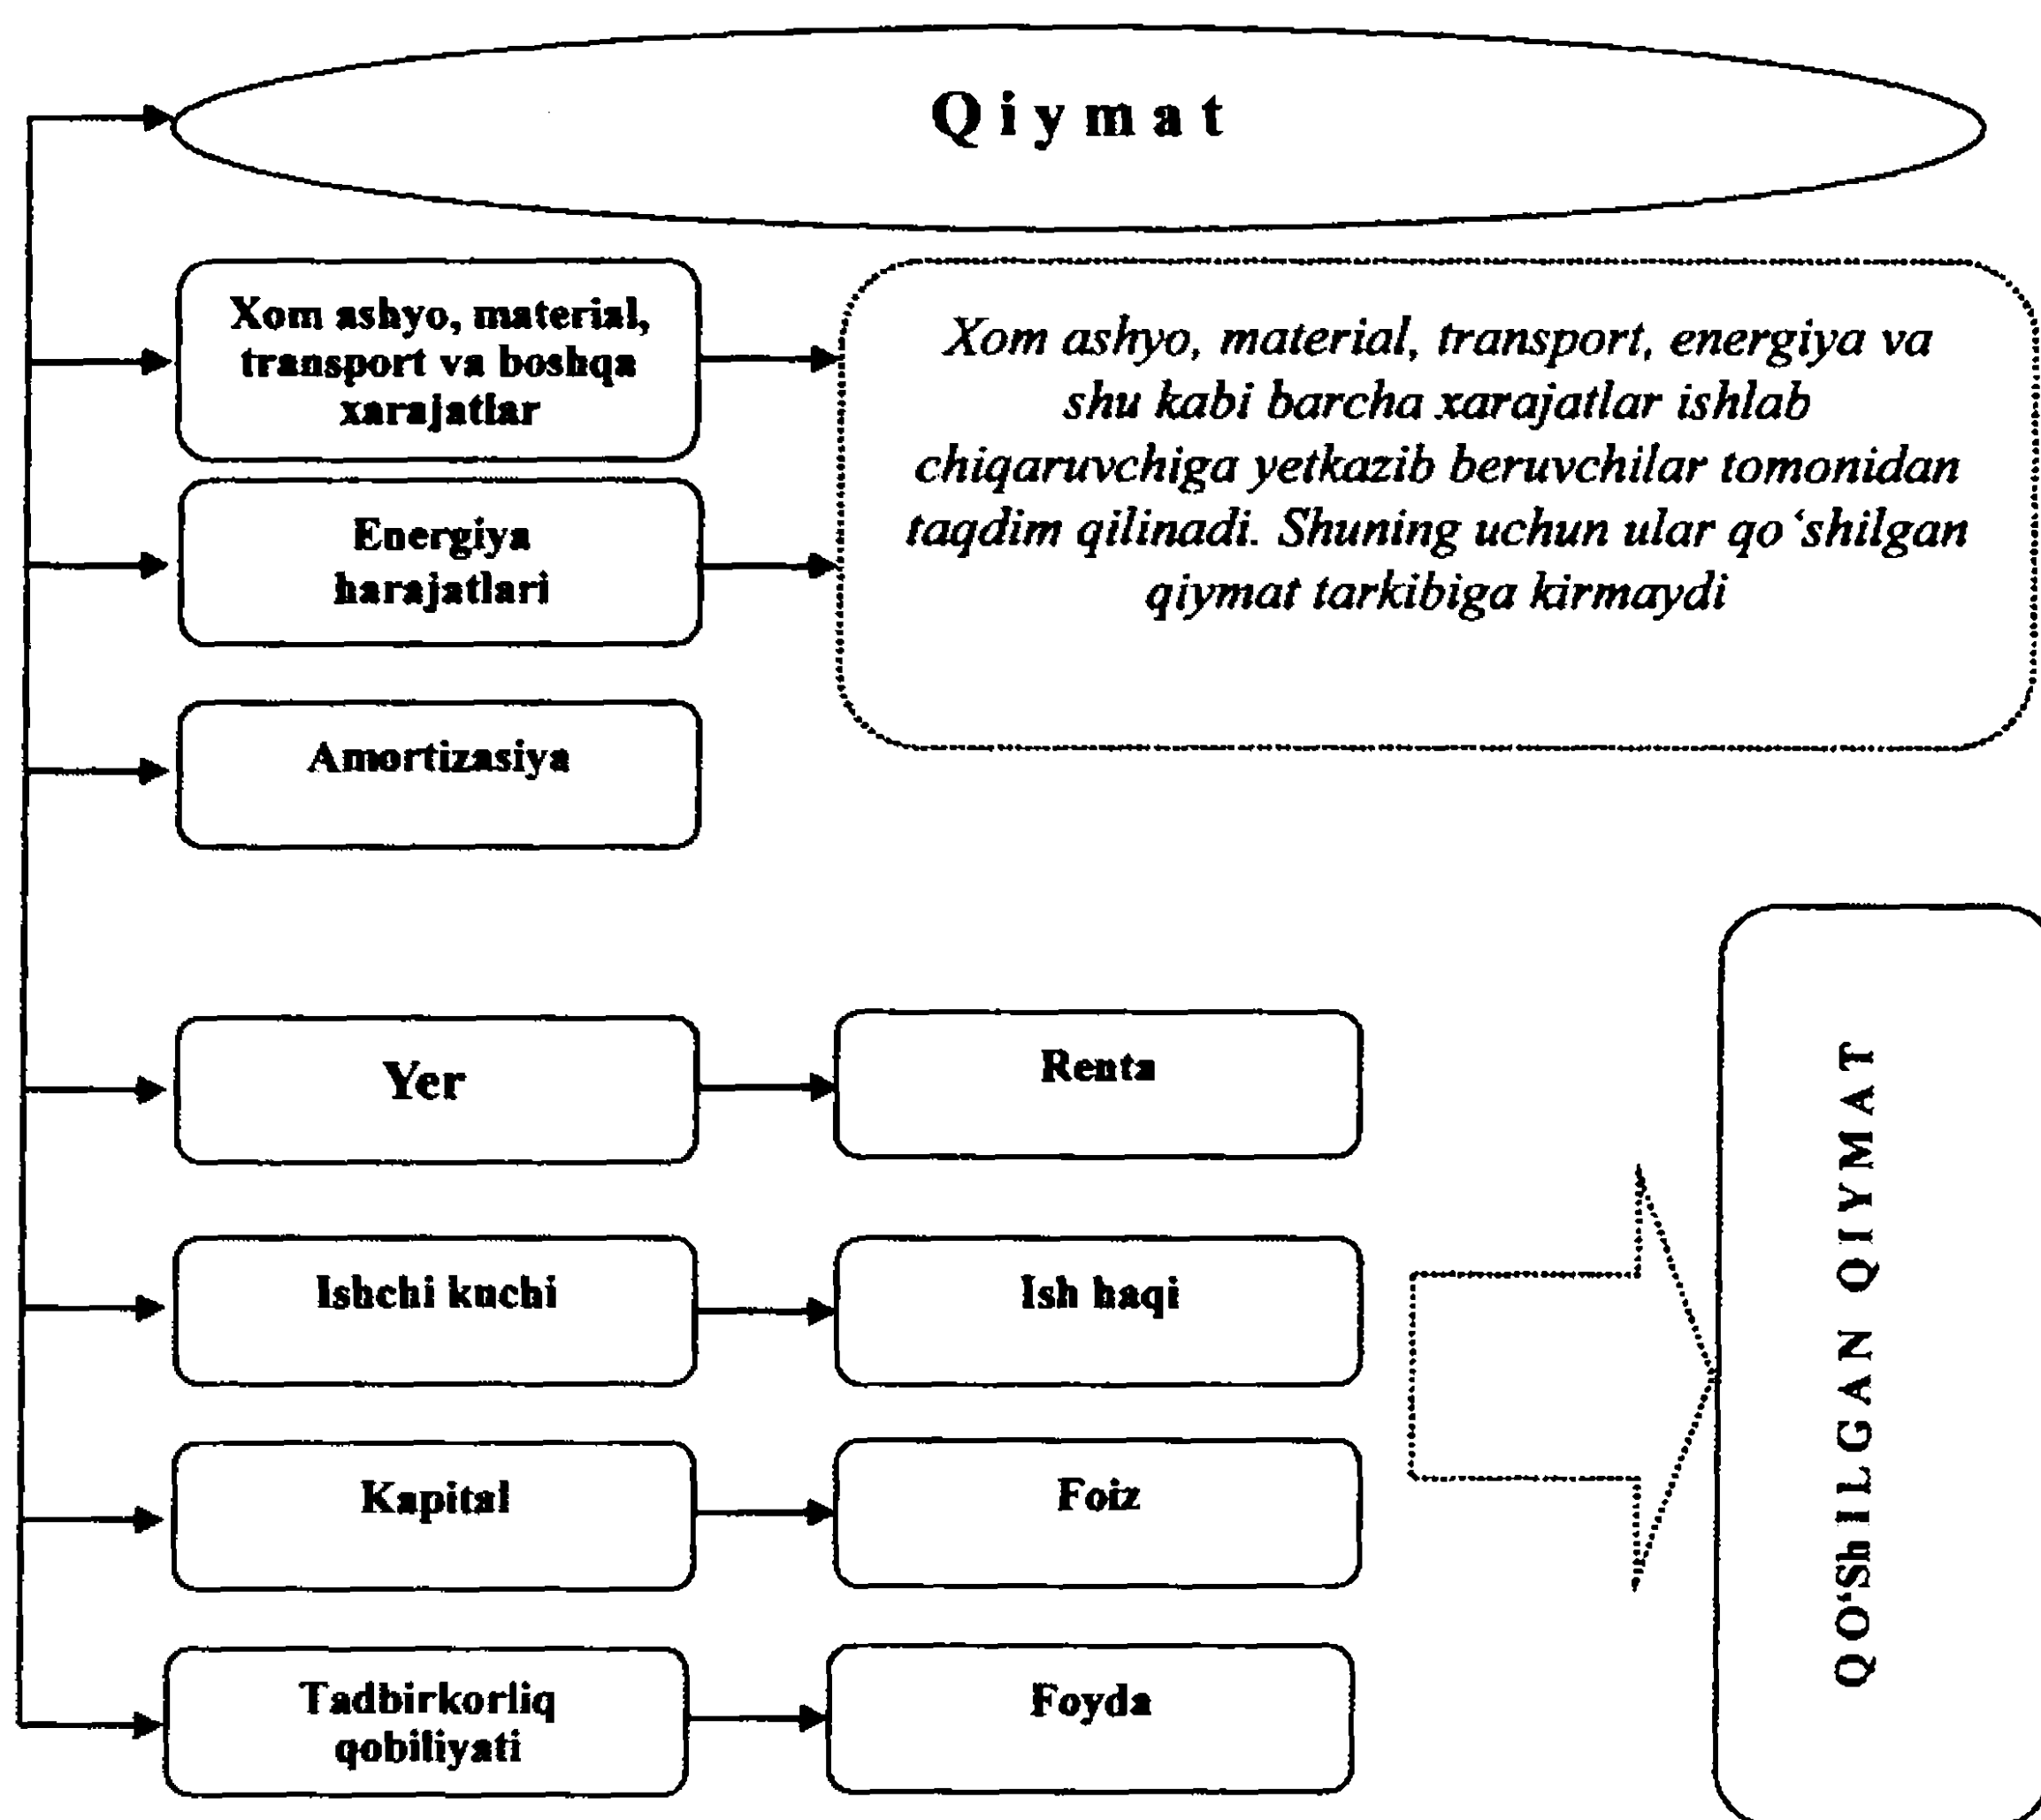 Qiymat
Xom ashyo, material,
transport va boshqa
xarajatlar
Xom ashyo, material, transport, energiya va
shu kabi barcha xarajatlar ishlab
chiqaruvchiga yetkazib beruvchilar tomonidan
taqdim qilinadi. Shuning uchun ular qo‘shilgan
qiymat tarkibiga kirmaydi
Energiya
harajatlari
Amortizasiya
Yer
Renta
Ishchi kuchi
Ish haqi
Kapital
Foiz
Tadbirkorliq
qobiliyati
Foyda
QO‘ShILGAN QIYMAT